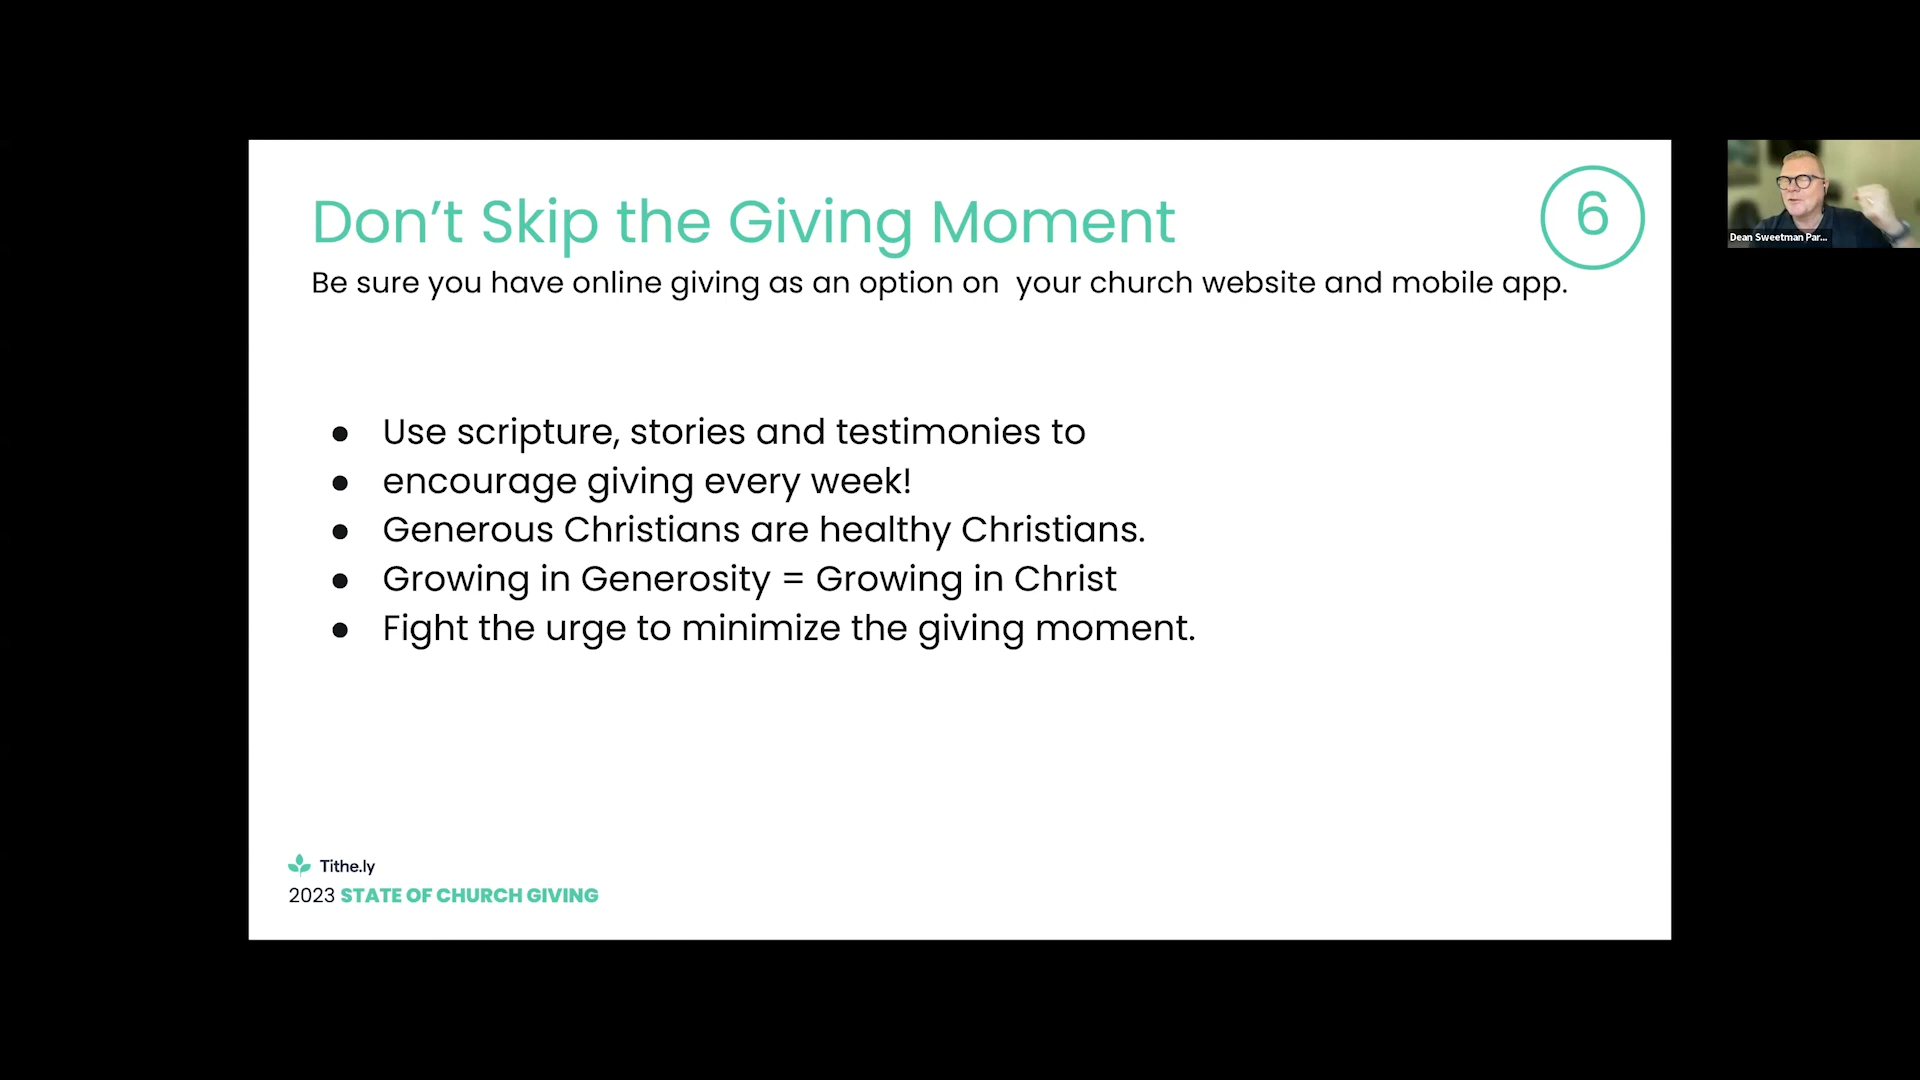 Don’t Skip the Giving Moment
6
Be sure you have online giving as an option on  your church website and mobile app.
● Use scripture, stories and testimonies to
● encourage giving every week!
● Generous Christians are healthy Christians.
● Growing in Generosity = Growing in Christ
● Fight the urge to minimize the giving moment.
Tithe.ly
2023 STATE OF CHURCH GIVING
Dean Sweetman Par...